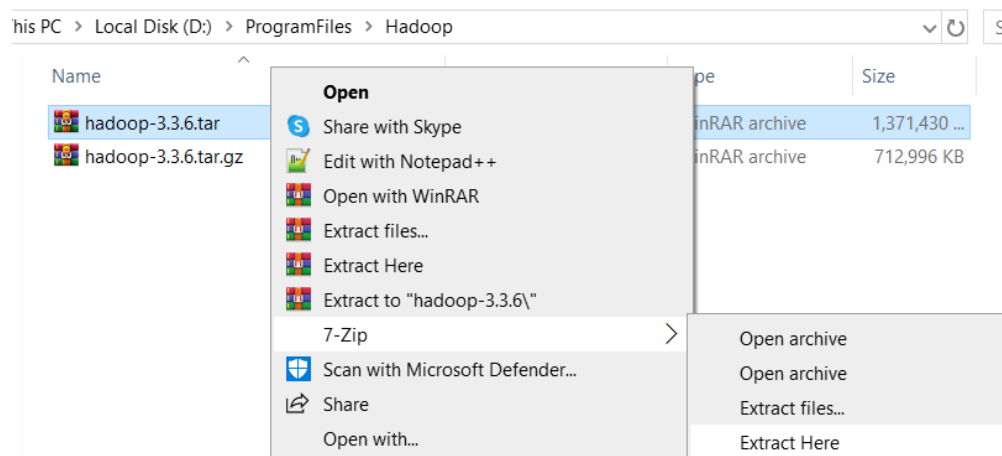 his PC > Local Disk (D:) > ProgramFiles > Hadoop
Name pe Size
hadoop-3.3.6.tar inRAR archive 1,371,430 ...
hadoop-3.3.6.tar.gz inRAR archive 712,996 KB
Open
Share with Skype
Edit with Notepad++
Open with WinRAR
Extract files...
Extract Here
Extract to "hadoop-3.3.6\"
7-Zip
Scan with Microsoft Defender...
Share
Open with...
Open archive
Open archive
Extract files...
Extract Here